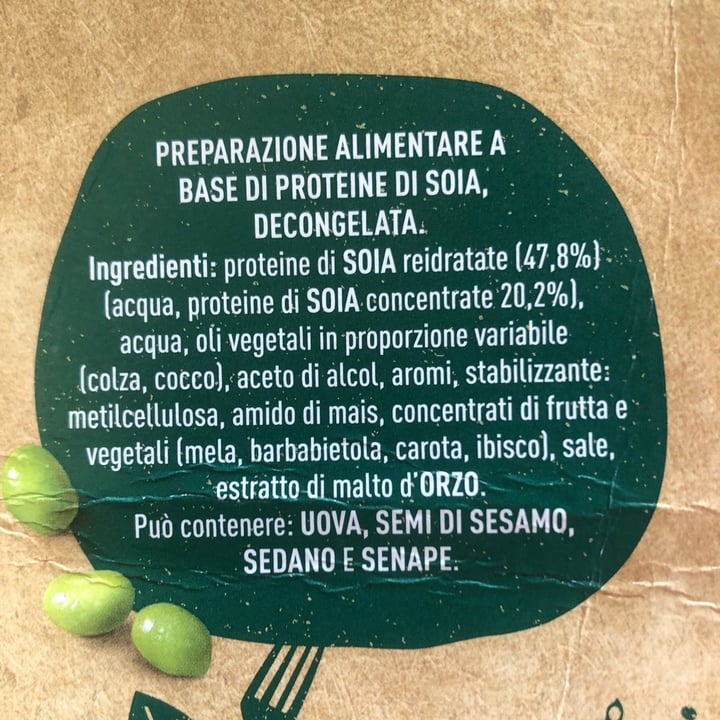 PREPARAZIONE ALIMENTARE A
BASE DI PROTEINE DI SOIA,
DECONGELATA.
Ingredienti: proteine di SOIA reidratate (47,8%)
(acqua, proteine di SOIA concentrate 20,2%),
acqua, oli vegetali in proporzione variabile
(colza, cocco), aceto di alcol, aromi, stabilizzante:
metilcellulosa, amido di mais, concentrati di frutta e
vegetali (mela, barbabietola, carota, ibisco), sale,
estratto di malto d'ORZO.
Può contenere: UOVA, SEMI DI SESAMO,
SEDANO E SENAPE.